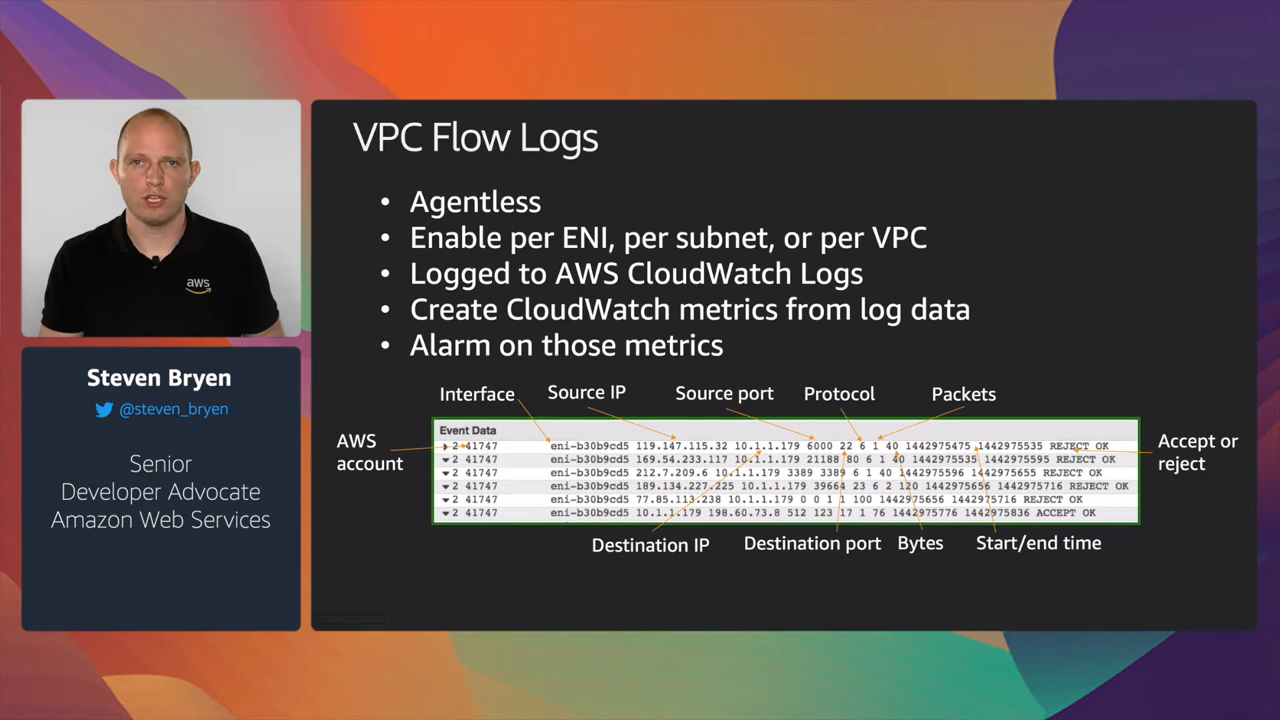 aws
Steven Bryen
@steven_bryen
Senior
Developer Advocate
Amazon Web Services
VPC Flow Logs
• Agentless
• Enable per ENI, per subnet, or per VPC
• Logged to AWS CloudWatch Logs
• Create CloudWatch metrics from log data
• Alarm on those metrics
Interface
Source IP
Source port
Protocol
Packets
AWS
account
Accept or
reject
Event Data
2 41747 eni-b30b9cd5 119.147.115.32 10.1.1.179 6000 22 6 1 40 1442975475 1442975535 REJECT OK
2 41747 eni-b30b9cd5 169.54.233.117 10.1.1.179 21188 80 6 1 40 1442975535 1442975595 REJECT OK
2 41747 eni-b30b9cd5 212.7.209.6 10.1.1.179 3389 3389 6 1 40 1442975596 1442975655 REJECT OK
2 41747 eni-b30b9cd5 189.134.227.225 10.1.1.179 39664 23 6 2 120 1442975656 1442975716 REJECT OK
2 41747 eni-b30b9cd5 77.85.113.238 10.1.1.179 0 0 1 1 100 1442975656 1442975716 REJECT OK
2 41747 eni-b30b9cd5 10.1.1.179 198.60.73.8 512 123 17 1 76 1442975776 1442975836 ACCEPT OK
Destination IP
Destination port
Bytes
Start/end time